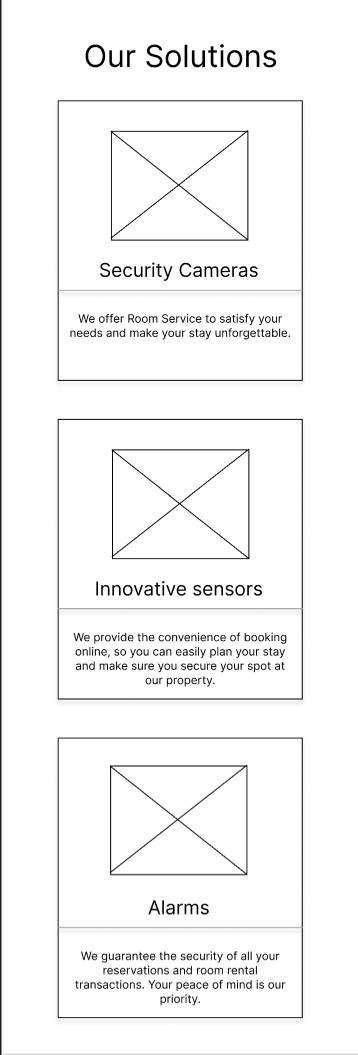 Our Solutions
Security Cameras
We offer Room Service to satisfy your
needs and make your stay unforgettable.
Innovative sensors
We provide the convenience of booking
online, so you can easily plan your stay
and make sure you secure your spot at
our property.
Alarms
We guarantee the security of all your
reservations and room rental
transactions. Your peace of mind is our
priority.